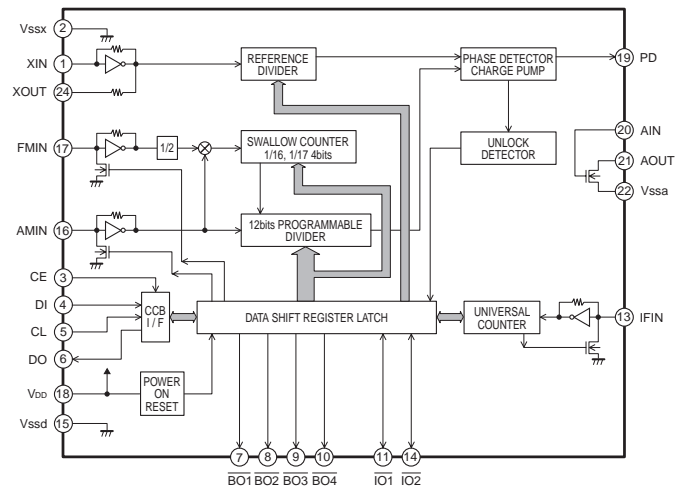 Vssx 2
XIN 1
XOUT 24
REFERENCE
DIVIDER
PHASE DETECTOR
CHARGE PUMP
19 PD
FMIN 17
1/2
SWALLOW COUNTER
1/16, 1/17 4bits
UNLOCK
DETECTOR
20 AIN
21 AOUT
22 Vssa
AMIN 16
12bits PROGRAMMABLE
DIVIDER
CE 3
DI 4
CL 5
DO 6
CCB
I / F
DATA SHIFT REGISTER LATCH
UNIVERSAL
COUNTER
13 IFIN
VDD 18
POWER
ON
RESET
Vssd 15
7 8 9 10 11 14
BO1 BO2 BO3 BO4 IO1 IO2